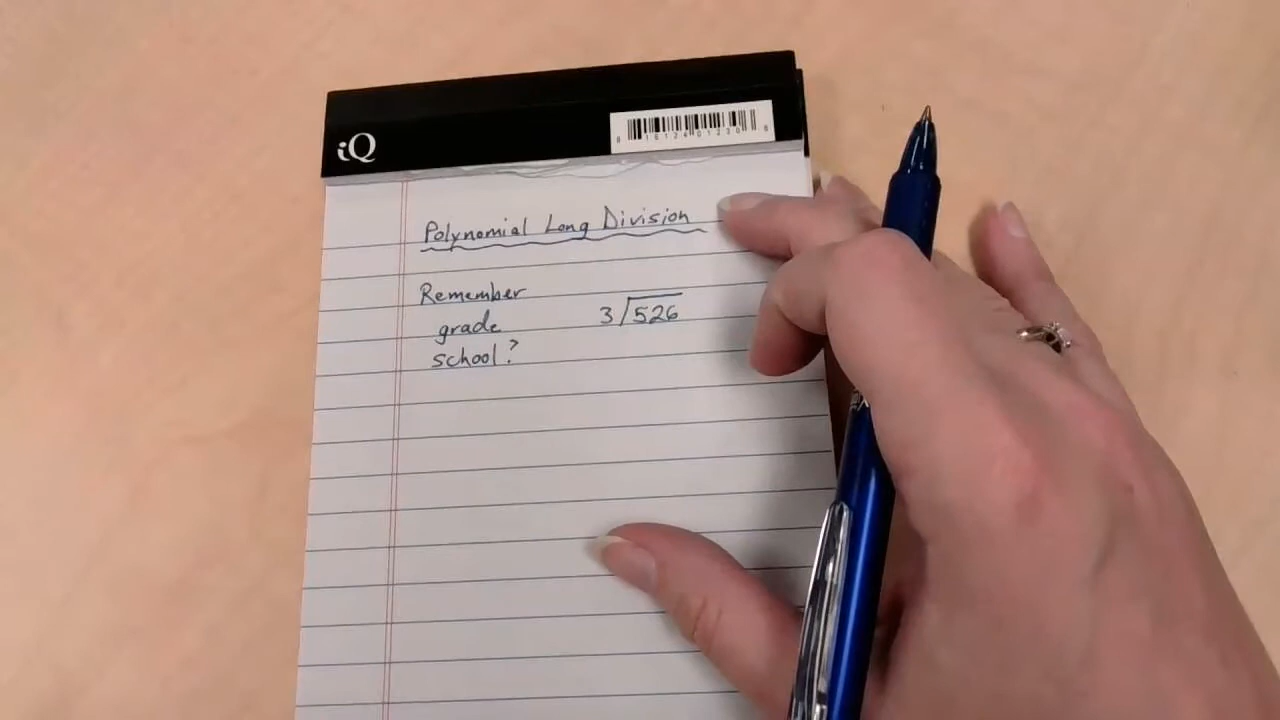 iQ
Polynomial Long Division
Remember
grade
school?
3 526